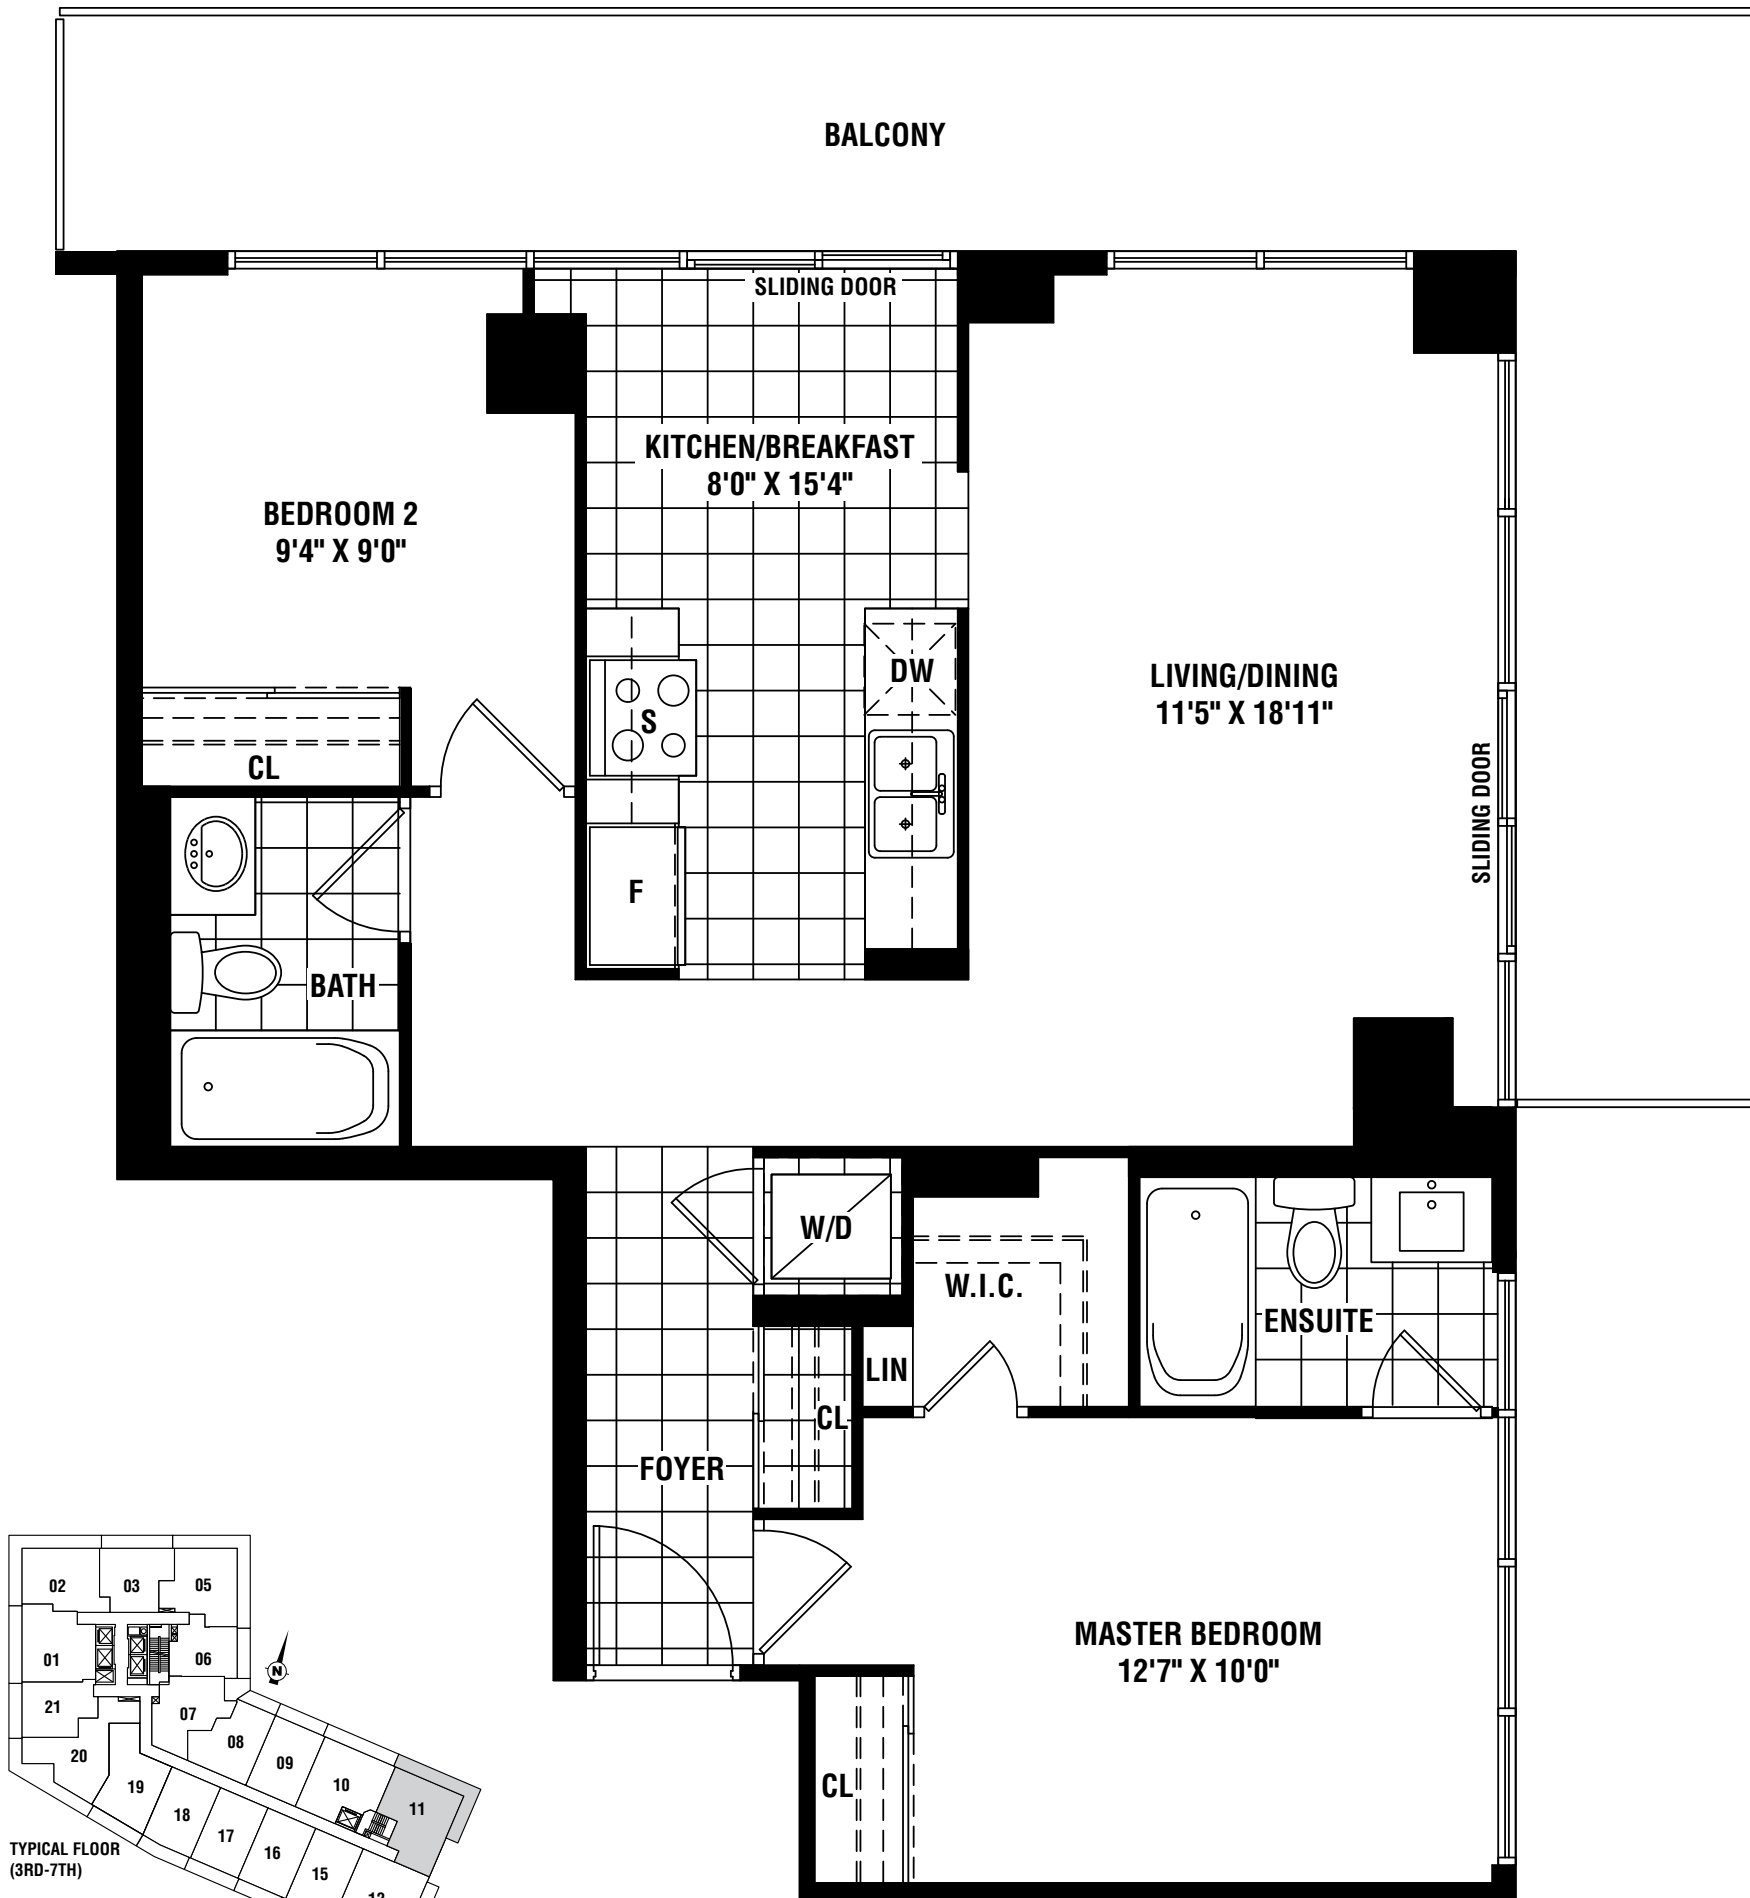 BALCONY
SLIDING DOOR
KITCHEN/BREAKFAST
8'0" X 15'4"
BEDROOM 2
9'4" X 9'0"
DW
LIVING/DINING
11'5" X 18'11"
S
SLIDING DOOR
CL
F
BATH
W/D
W.I.C.
ENSUITE
LIN
CL
FOYER
MASTER BEDROOM
12'7" X 10'0"
CL
02
03
05
01
06
N
21
07
20
08
09
19
10
11
18
17
16
15
TYPICAL FLOOR
(3RD-7TH)